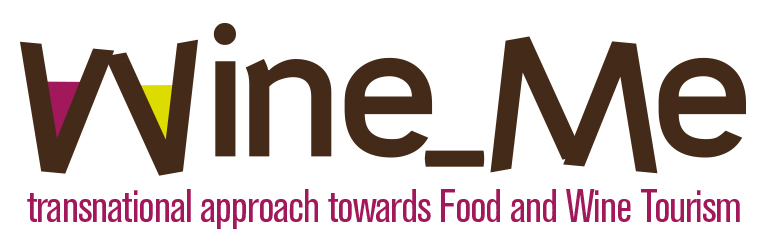 Wine_Me
transnational approach towards Food and Wine Tourism